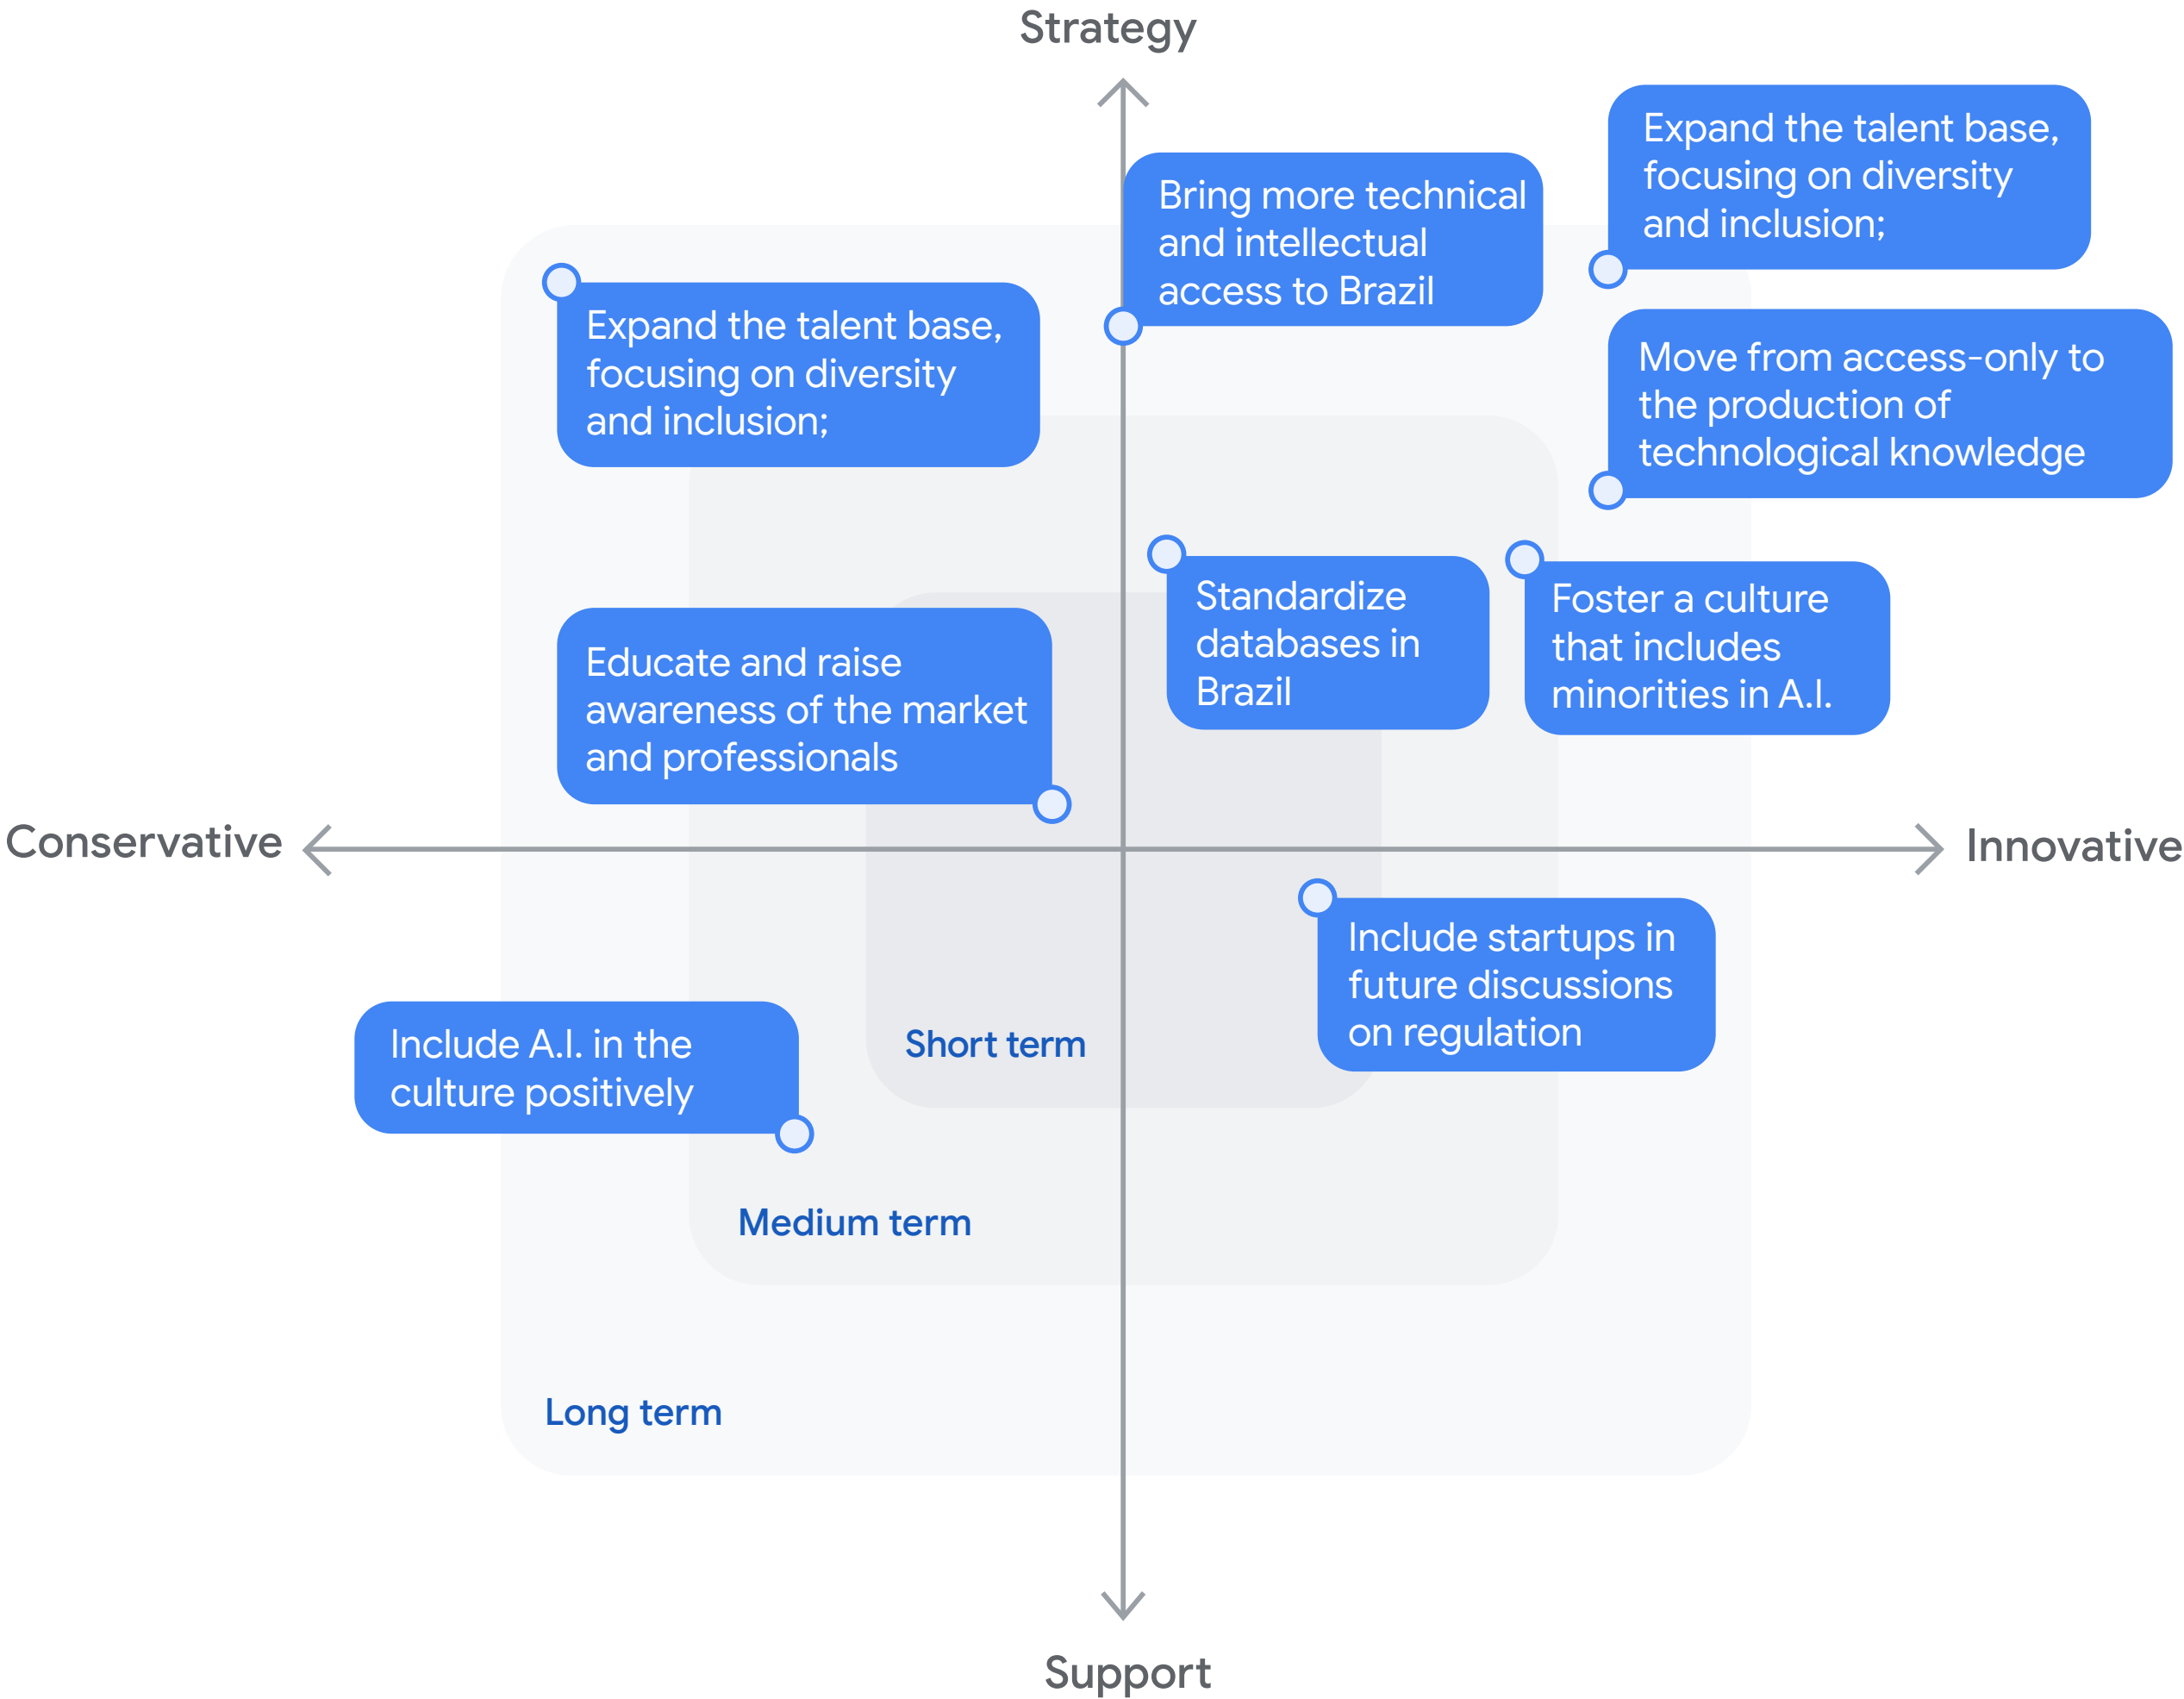 Strategy
Expand the talent base,
focusing on diversity
and inclusion;
Bring more technical
and intellectual
access to Brazil
Expand the talent base,
focusing on diversity
and inclusion;
Move from access-only to
the production of
technological knowledge
Standardize
databases in
Brazil
Foster a culture
that includes
minorities in A.I.
Educate and raise
awareness of the market
and professionals
Conservative
Innovative
Include startups in
future discussions
on regulation
Include A.I. in the
culture positively
Short term
Medium term
Long term
Support